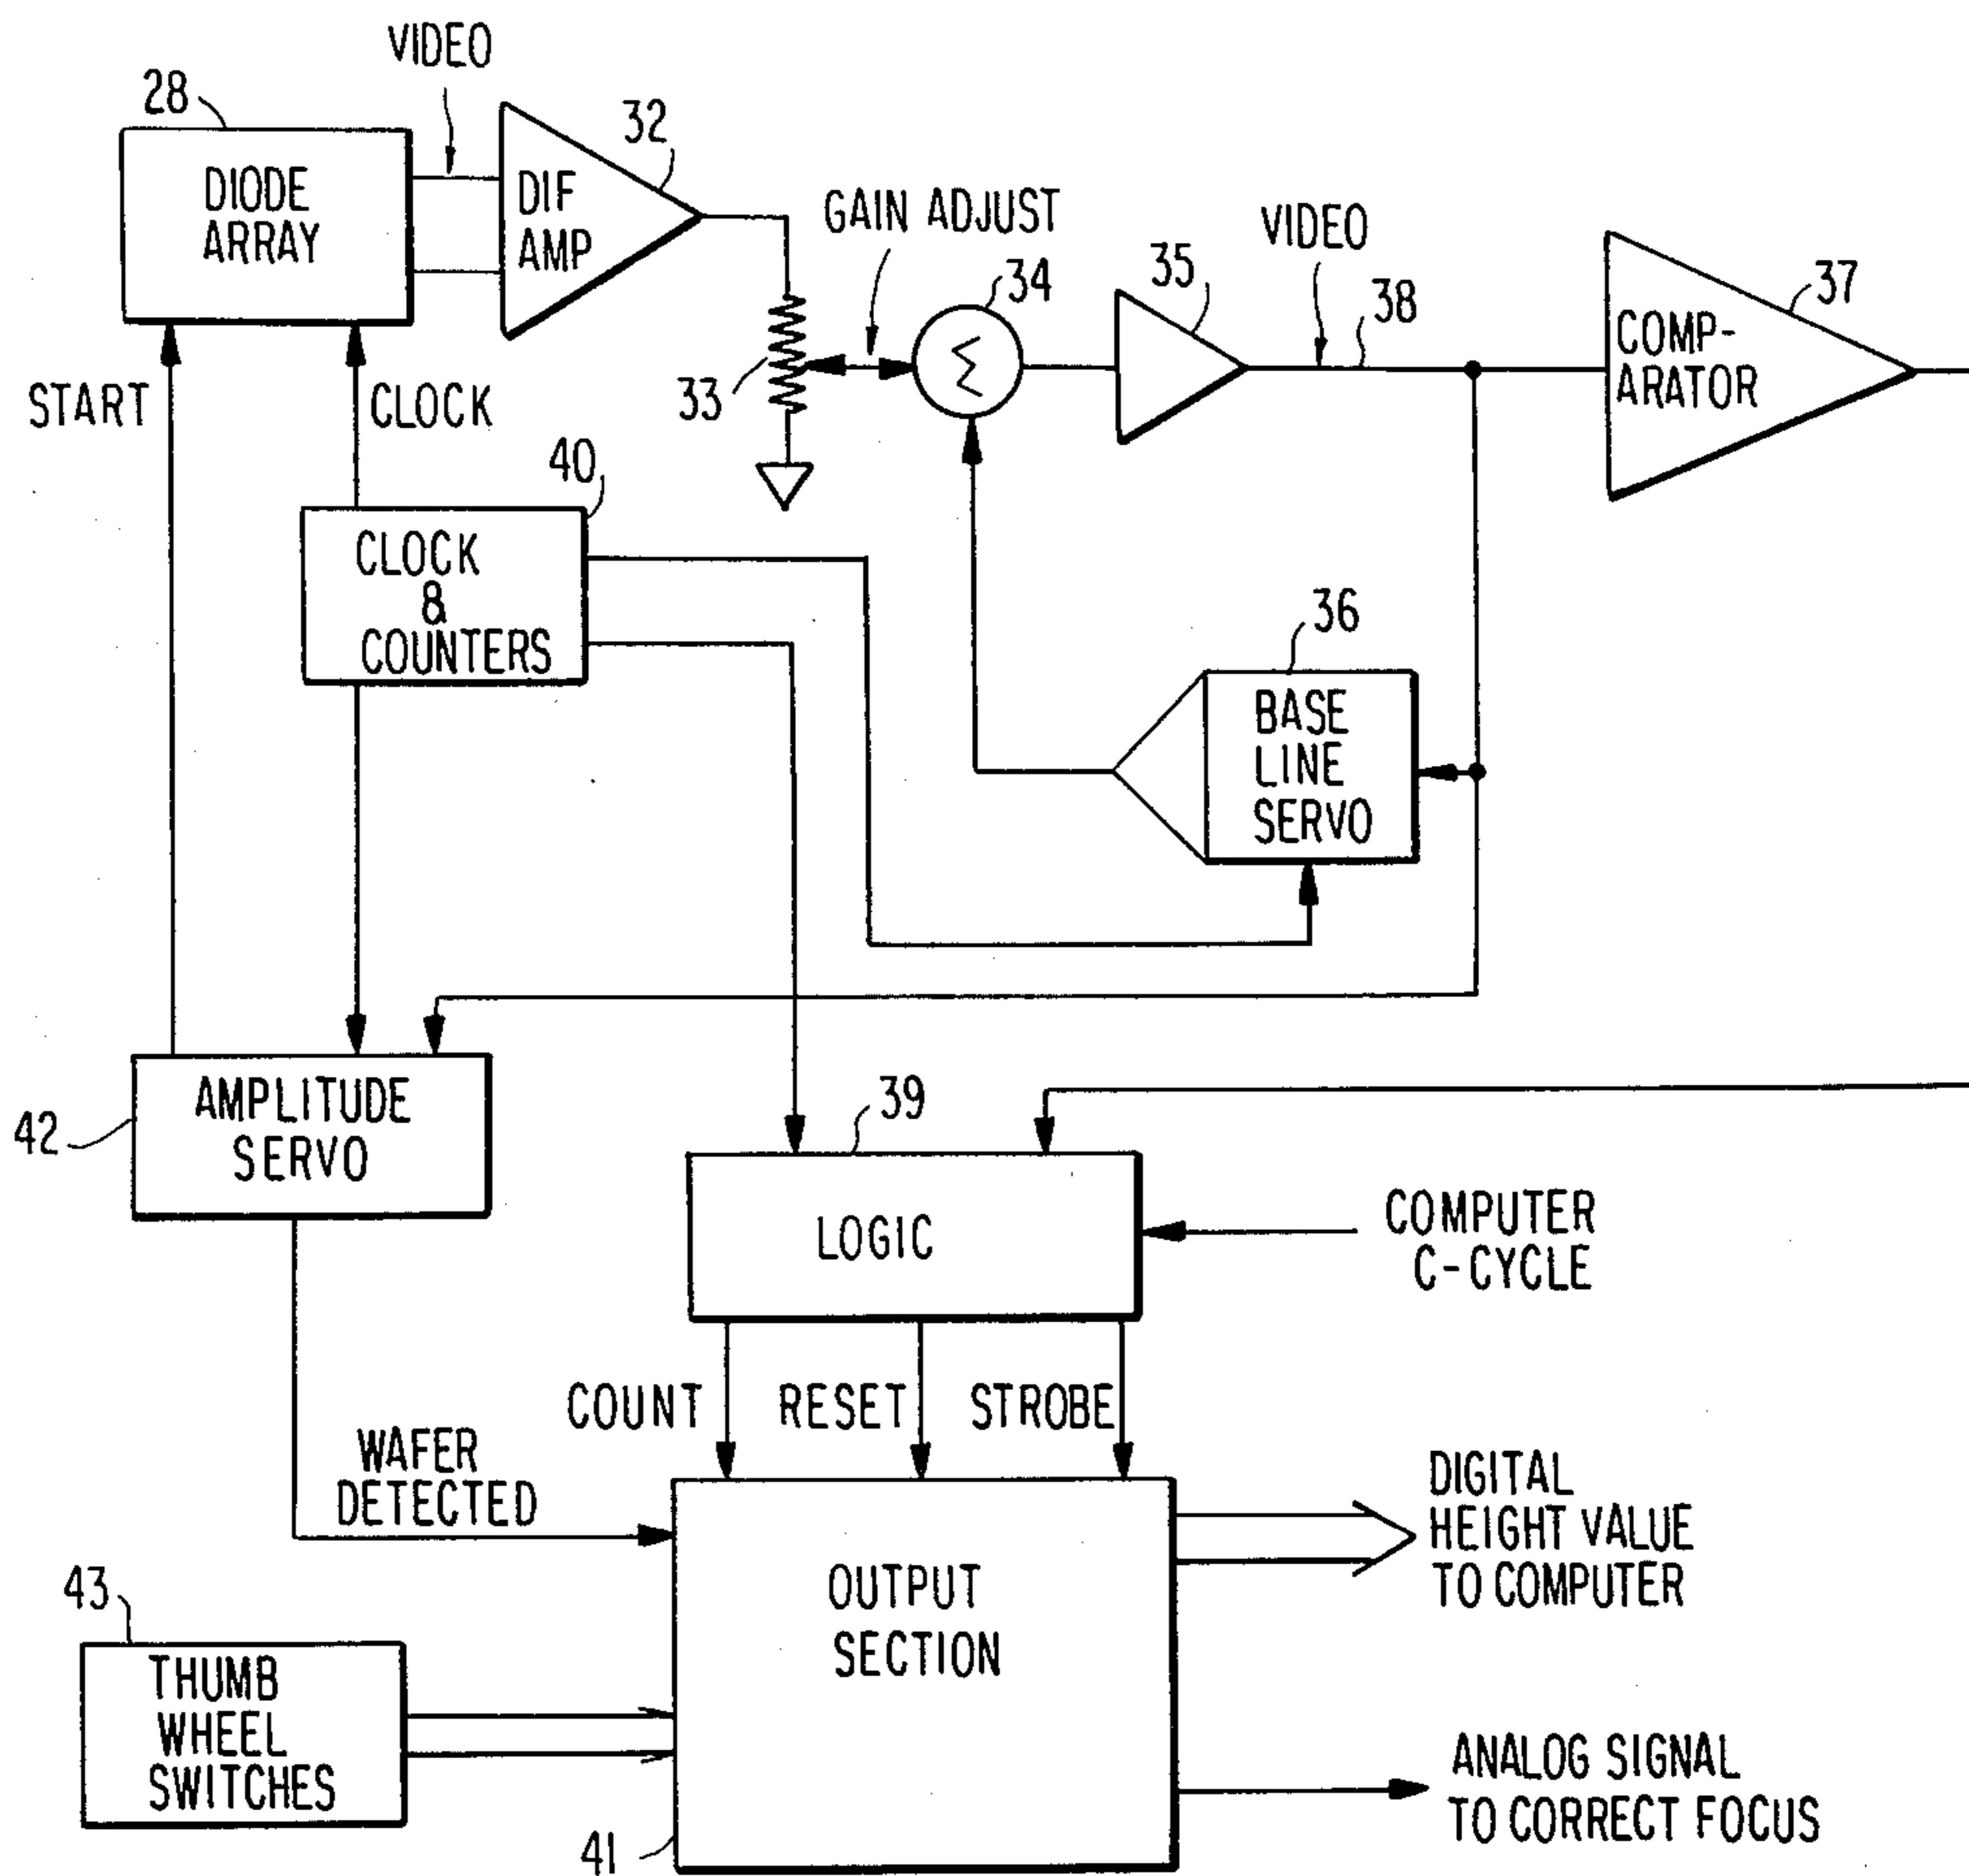 VIDEO
28
32
DIODE
ARRAY
DIF
AMP
GAIN ADJUST
34
35
VIDEO
38
37
COMP-
ARATOR
33
START
CLOCK
40
CLOCK
&
COUNTERS
36
BASE
LINE
SERVO
42
AMPLITUDE
SERVO
39
LOGIC
COMPUTER
C-CYCLE
COUNT
RESET
STROBE
WAFER
DETECTED
DIGITAL
HEIGHT VALUE
TO COMPUTER
43
THUMB
WHEEL
SWITCHES
OUTPUT
SECTION
41
ANALOG SIGNAL
TO CORRECT FOCUS